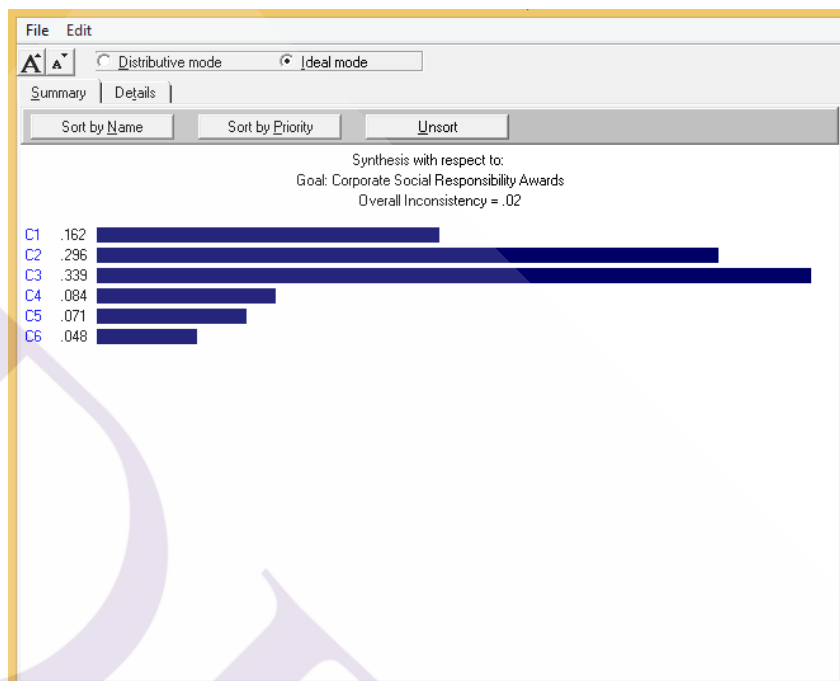 File Edit
A A Distributive mode Ideal mode
Summary Details
Sort by Name Sort by Priority Unsort
Synthesis with respect to:
Goal: Corporate Social Responsibility Awards
Overall Inconsistency = .02
C1 .162
C2 .296
C3 .339
C4 .084
C5 .071
C6 .048